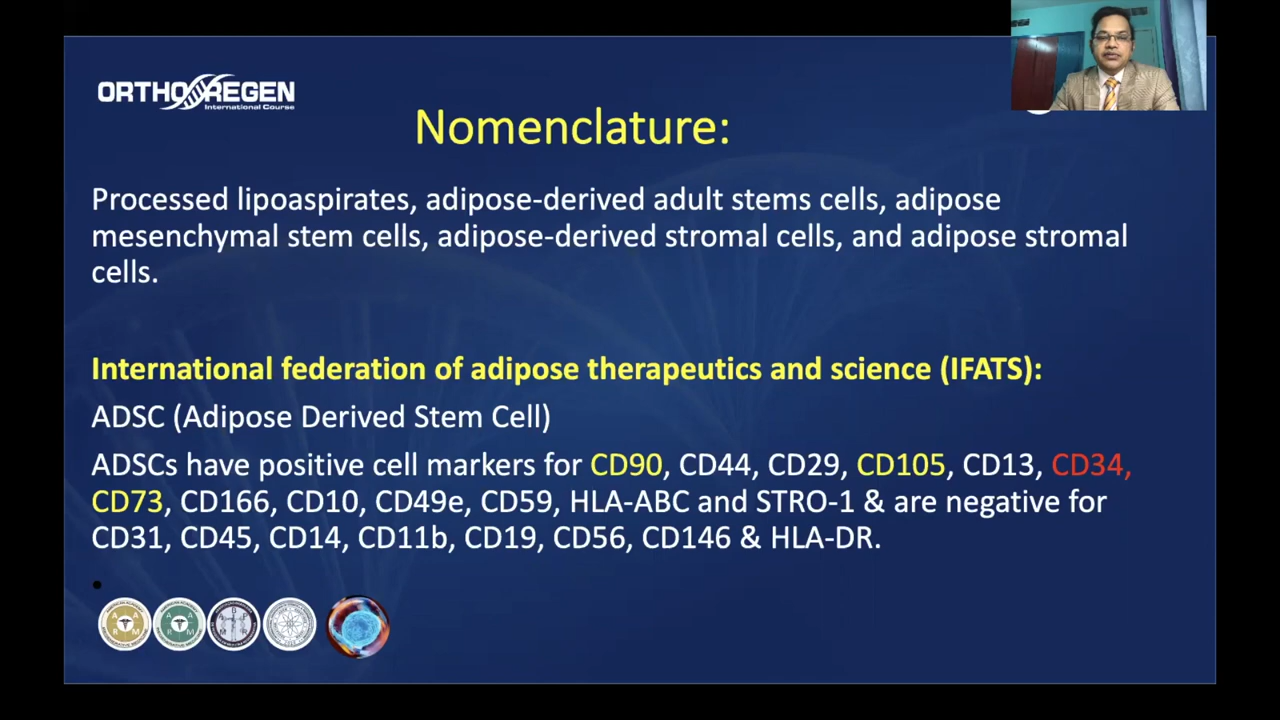 ORTHO REGEN
International Course
Nomenclature:
Processed lipoaspirates, adipose-derived adult stems cells, adipose
mesenchymal stem cells, adipose-derived stromal cells, and adipose stromal
cells.
International federation of adipose therapeutics and science (IFATS):
ADSC (Adipose Derived Stem Cell)
ADSCs have positive cell markers for CD90, CD44, CD29, CD105, CD13, CD34,
CD73, CD166, CD10, CD49e, CD59, HLA-ABC and STRO-1 & are negative for
CD31, CD45, CD14, CD11b, CD19, CD56, CD146 & HLA-DR.